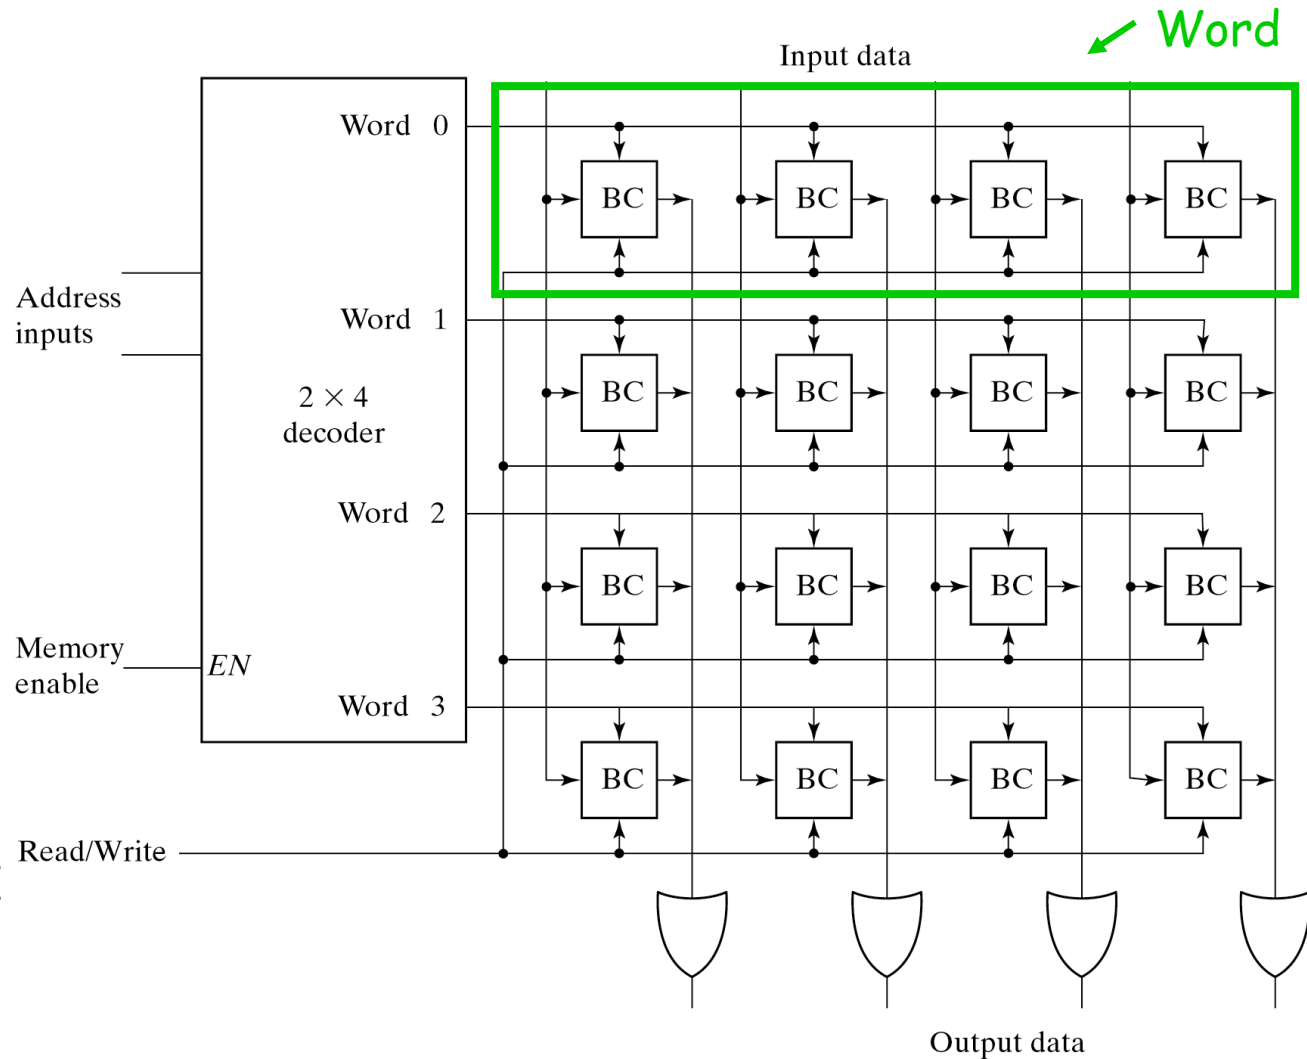 Word
Input data
Word 0
BC BC BC BC
Address
inputs
Word 1
BC BC BC BC
2 × 4
decoder
Word 2
BC BC BC BC
Memory
enable
EN
Word 3
BC BC BC BC
Read/Write
Output data